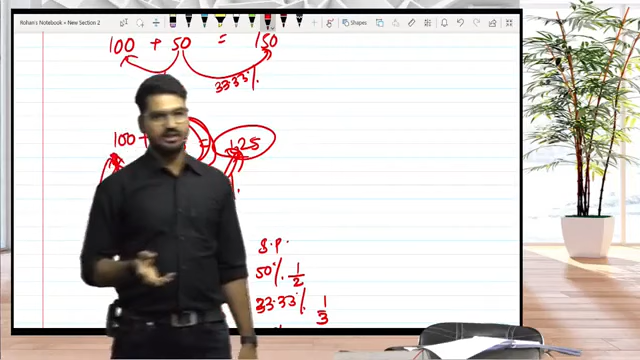 Rohan's Notebook » New Section 2
Shapes
100 + 50 = 150
33.33%
100 + = 125
S.P.
50% 1/2
33.33% 1/3